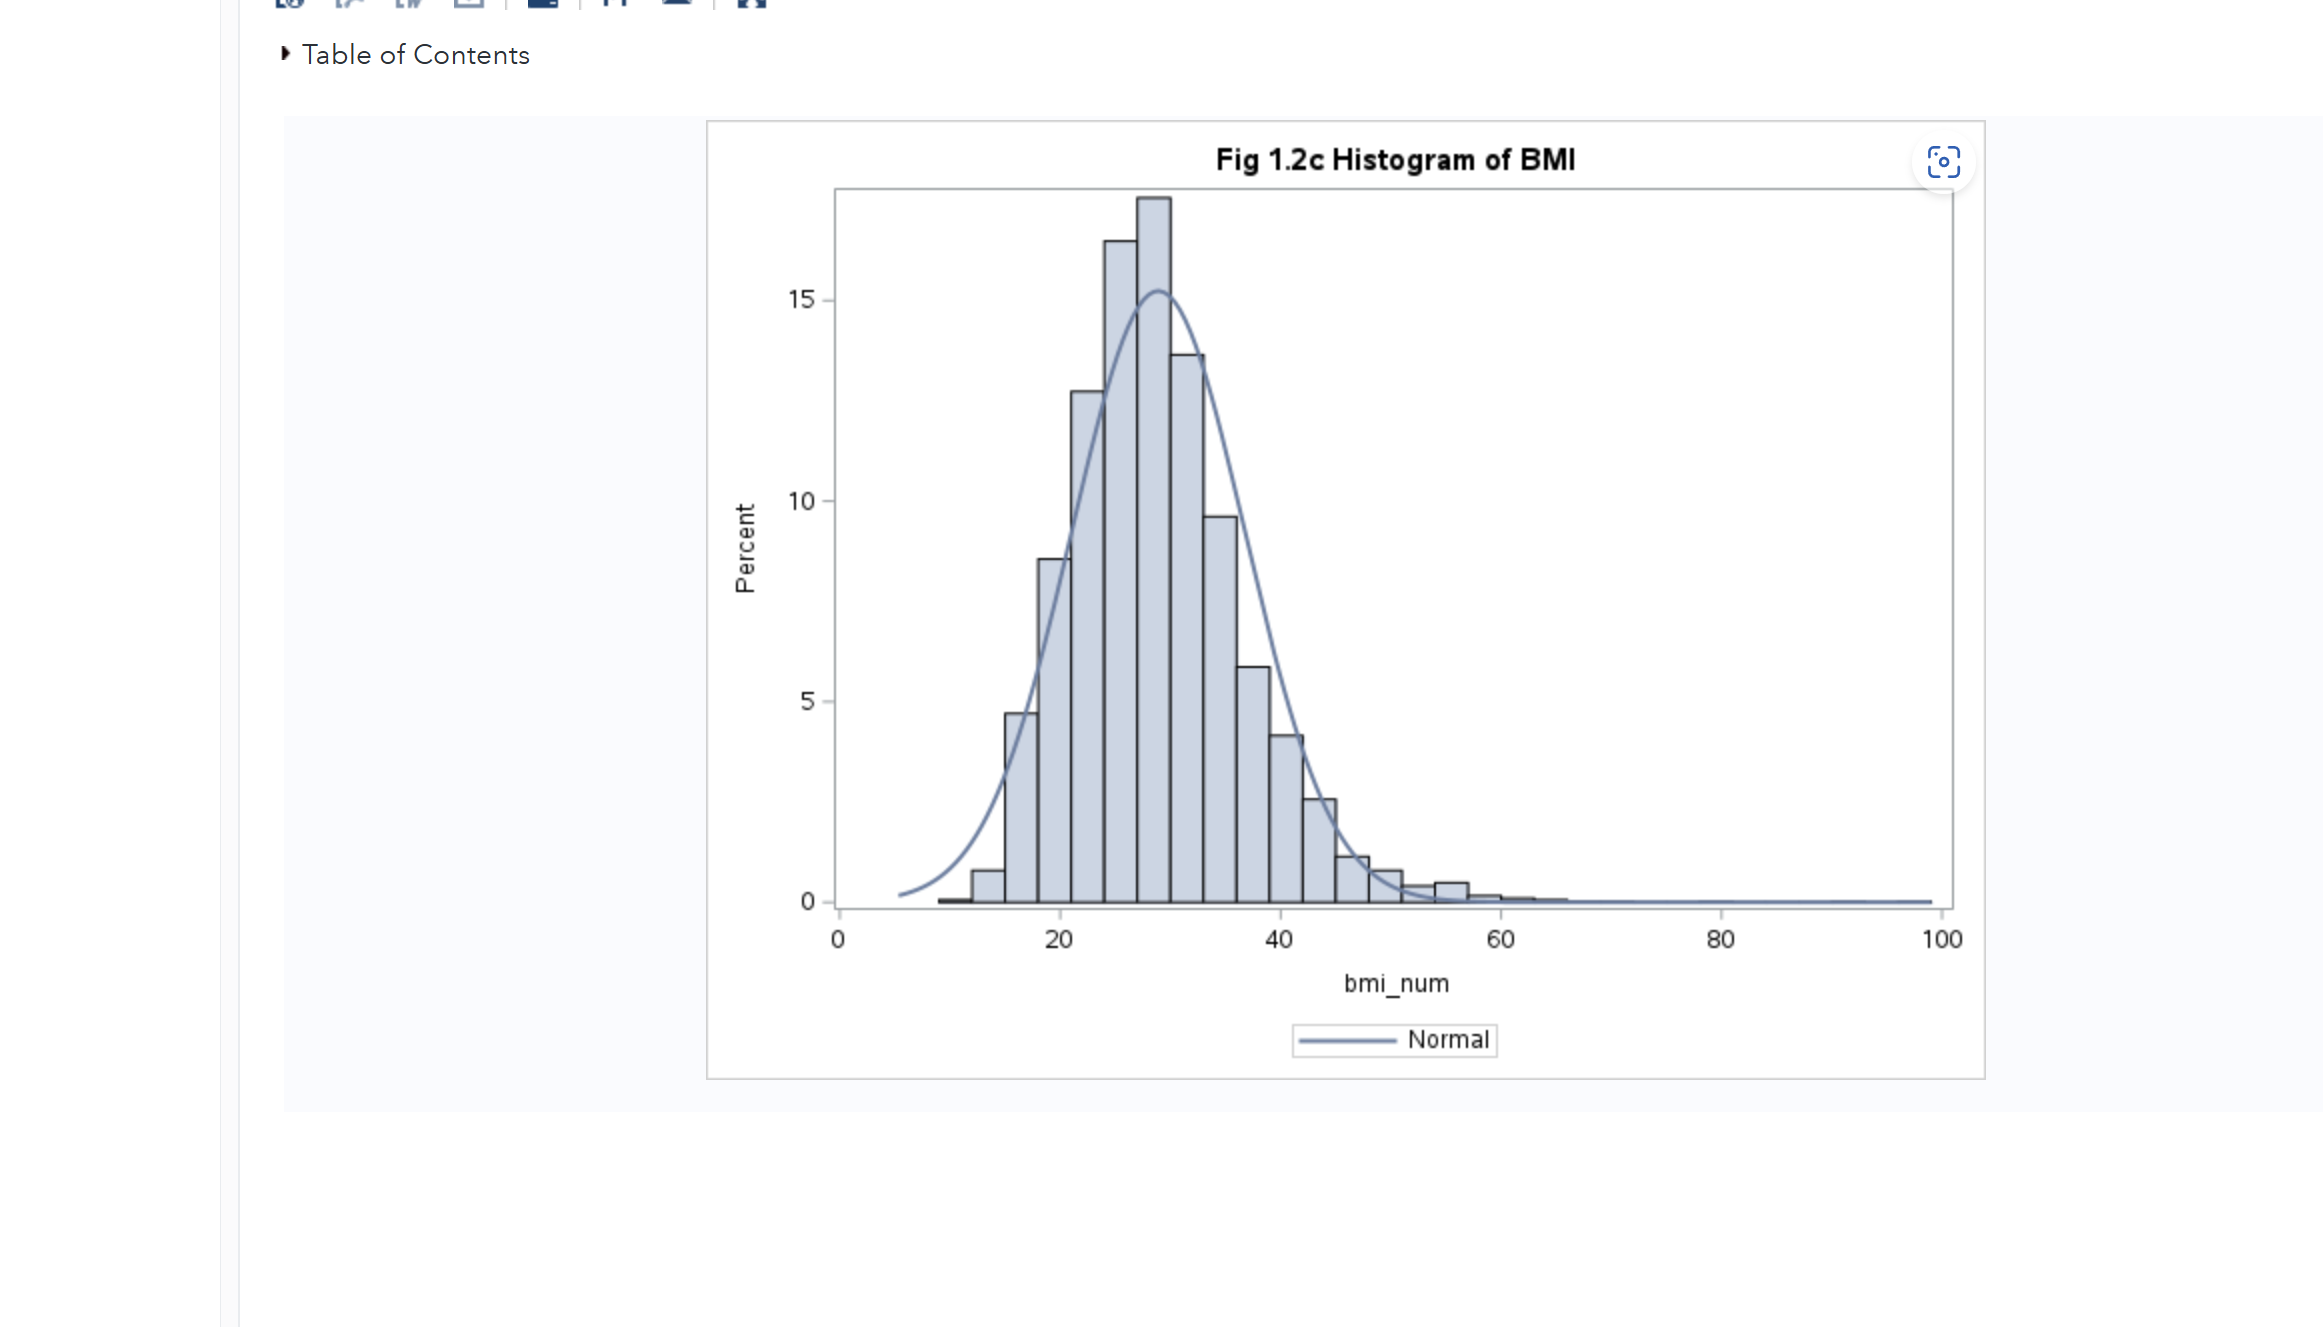 Table of Contents
Fig 1.2c Histogram of BMI
15
10
5
0
Percent
0 20 40 60 80 100
bmi_num
Normal